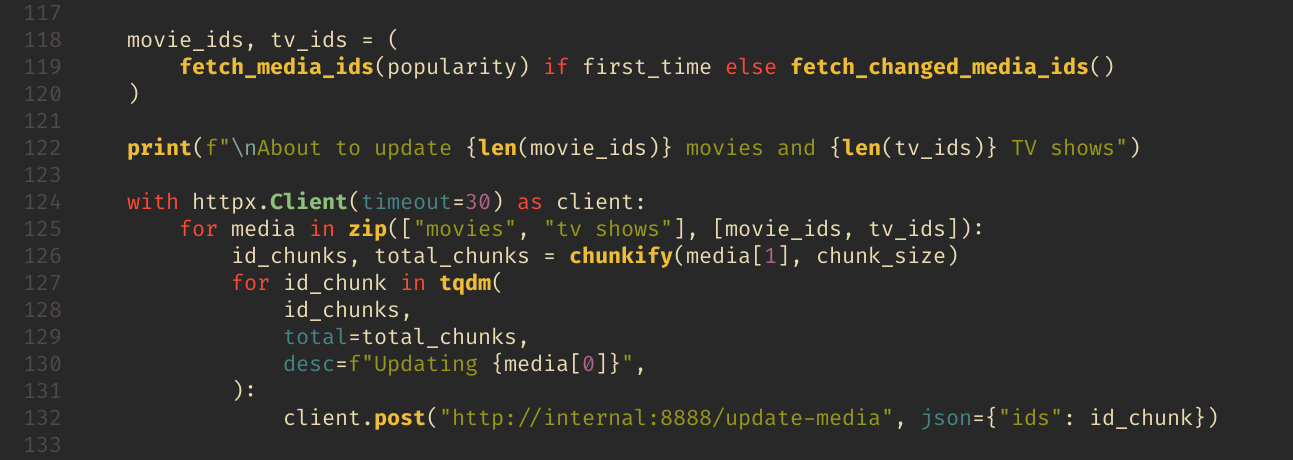 117
118     movie_ids, tv_ids = (
119         fetch_media_ids(popularity) if first_time else fetch_changed_media_ids()
120     )
121
122     print(f"\nAbout to update {len(movie_ids)} movies and {len(tv_ids)} TV shows")
123
124     with httpx.Client(timeout=30) as client:
125         for media in zip(["movies", "tv shows"], [movie_ids, tv_ids]):
126             id_chunks, total_chunks = chunkify(media[1], chunk_size)
127             for id_chunk in tqdm(
128                 id_chunks,
129                 total=total_chunks,
130                 desc=f"Updating {media[0]}",
131             ):
132                 client.post("http://internal:8888/update-media", json={"ids": id_chunk})
133